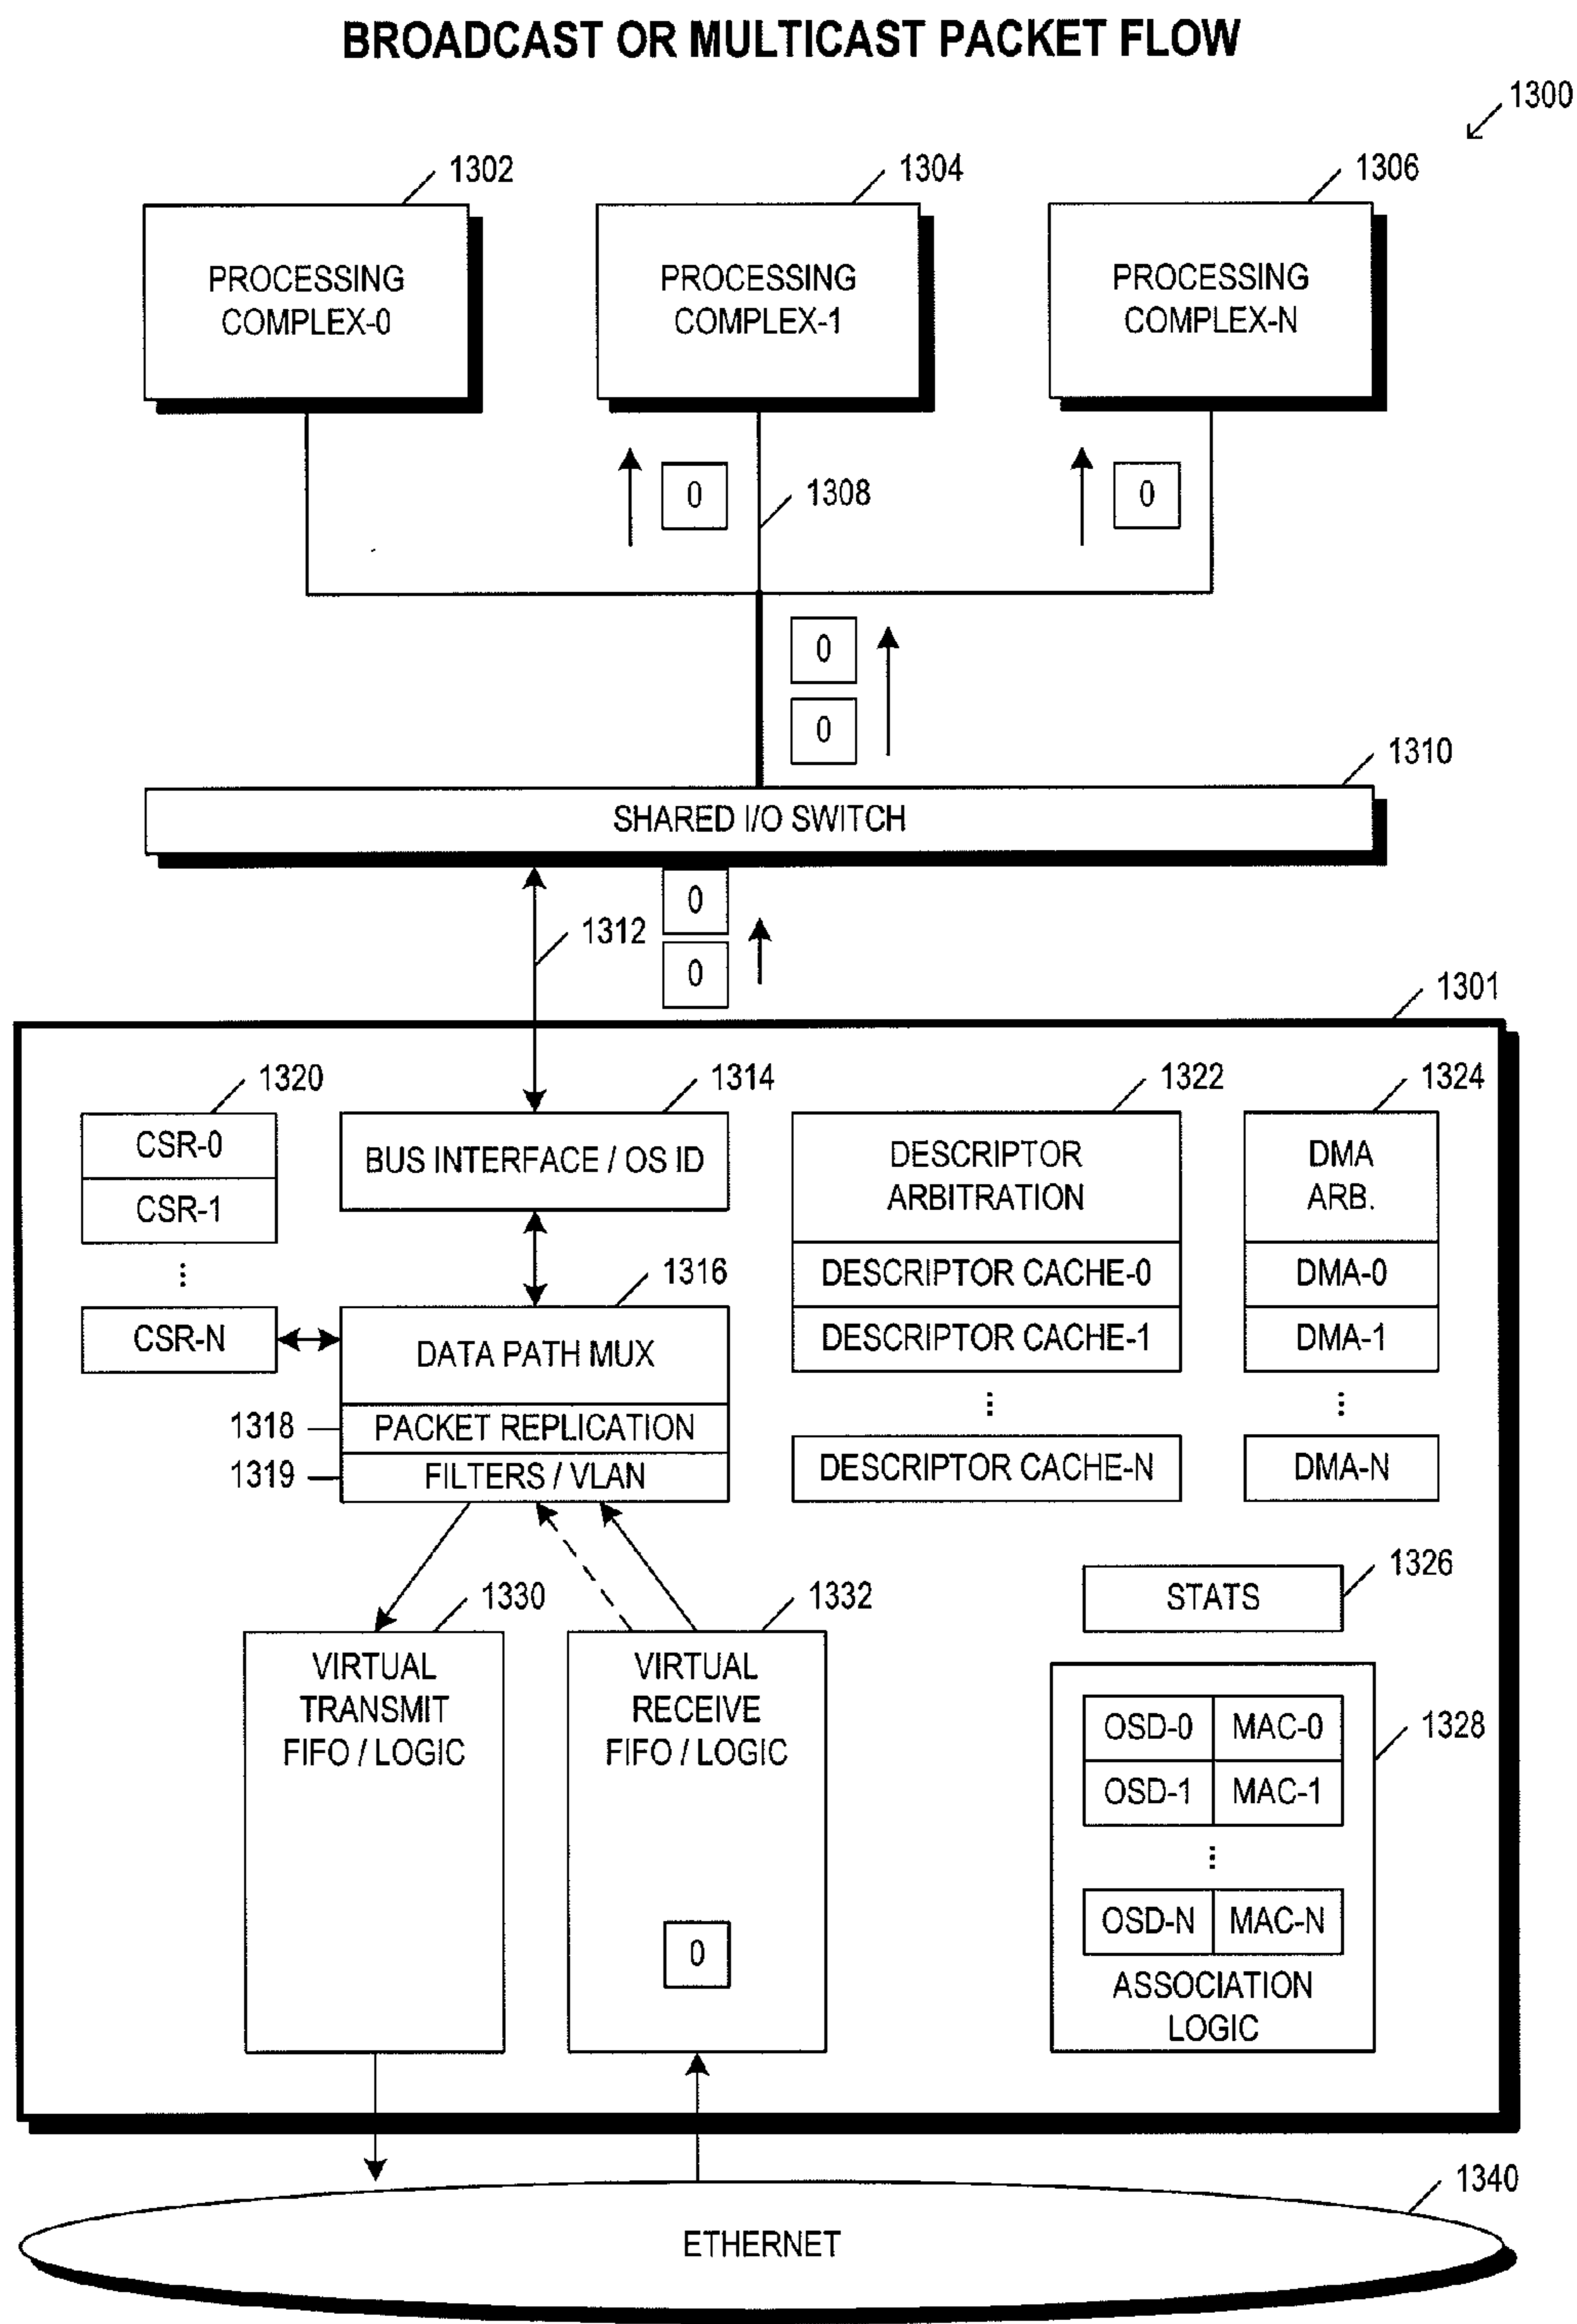 BROADCAST OR MULTICAST PACKET FLOW
1300
1302
1304
1306
PROCESSING
COMPLEX-0
PROCESSING
COMPLEX-1
PROCESSING
COMPLEX-N
0
1308
0
0
0
1310
SHARED I/O SWITCH
0
1312
0
1301
1320
1314
1322
1324
CSR-0
CSR-1
⋮
CSR-N
BUS INTERFACE / OS ID
1316
DATA PATH MUX
1318
PACKET REPLICATION
1319
FILTERS / VLAN
DESCRIPTOR
ARBITRATION
DESCRIPTOR CACHE-0
DESCRIPTOR CACHE-1
⋮
DESCRIPTOR CACHE-N
DMA
ARB.
DMA-0
DMA-1
⋮
DMA-N
1330
VIRTUAL
TRANSMIT
FIFO / LOGIC
1332
VIRTUAL
RECEIVE
FIFO / LOGIC
0
1326
STATS
1328
OSD-0 MAC-0
OSD-1 MAC-1
⋮
OSD-N MAC-N
ASSOCIATION
LOGIC
1340
ETHERNET